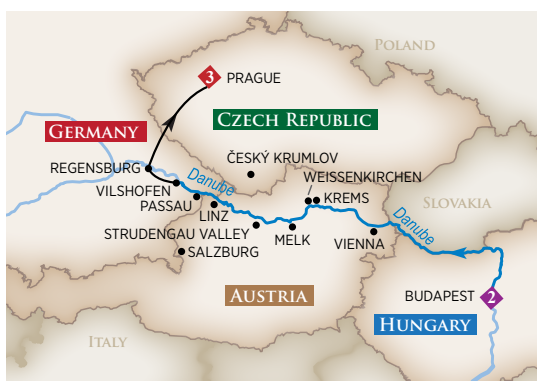 POLAND
3
PRAGUE
GERMANY
CZECH REPUBLIC
REGENSBURG
ČESKÝ KRUMLOV
Danube
WEISSENKIRCHEN
VILSHOFEN
PASSAU
KREMS
SLOVAKIA
LINZ
Danube
STRUDENGAU VALLEY
MELK
VIENNA
SALZBURG
AUSTRIA
BUDAPEST
2
HUNGARY
ITALY